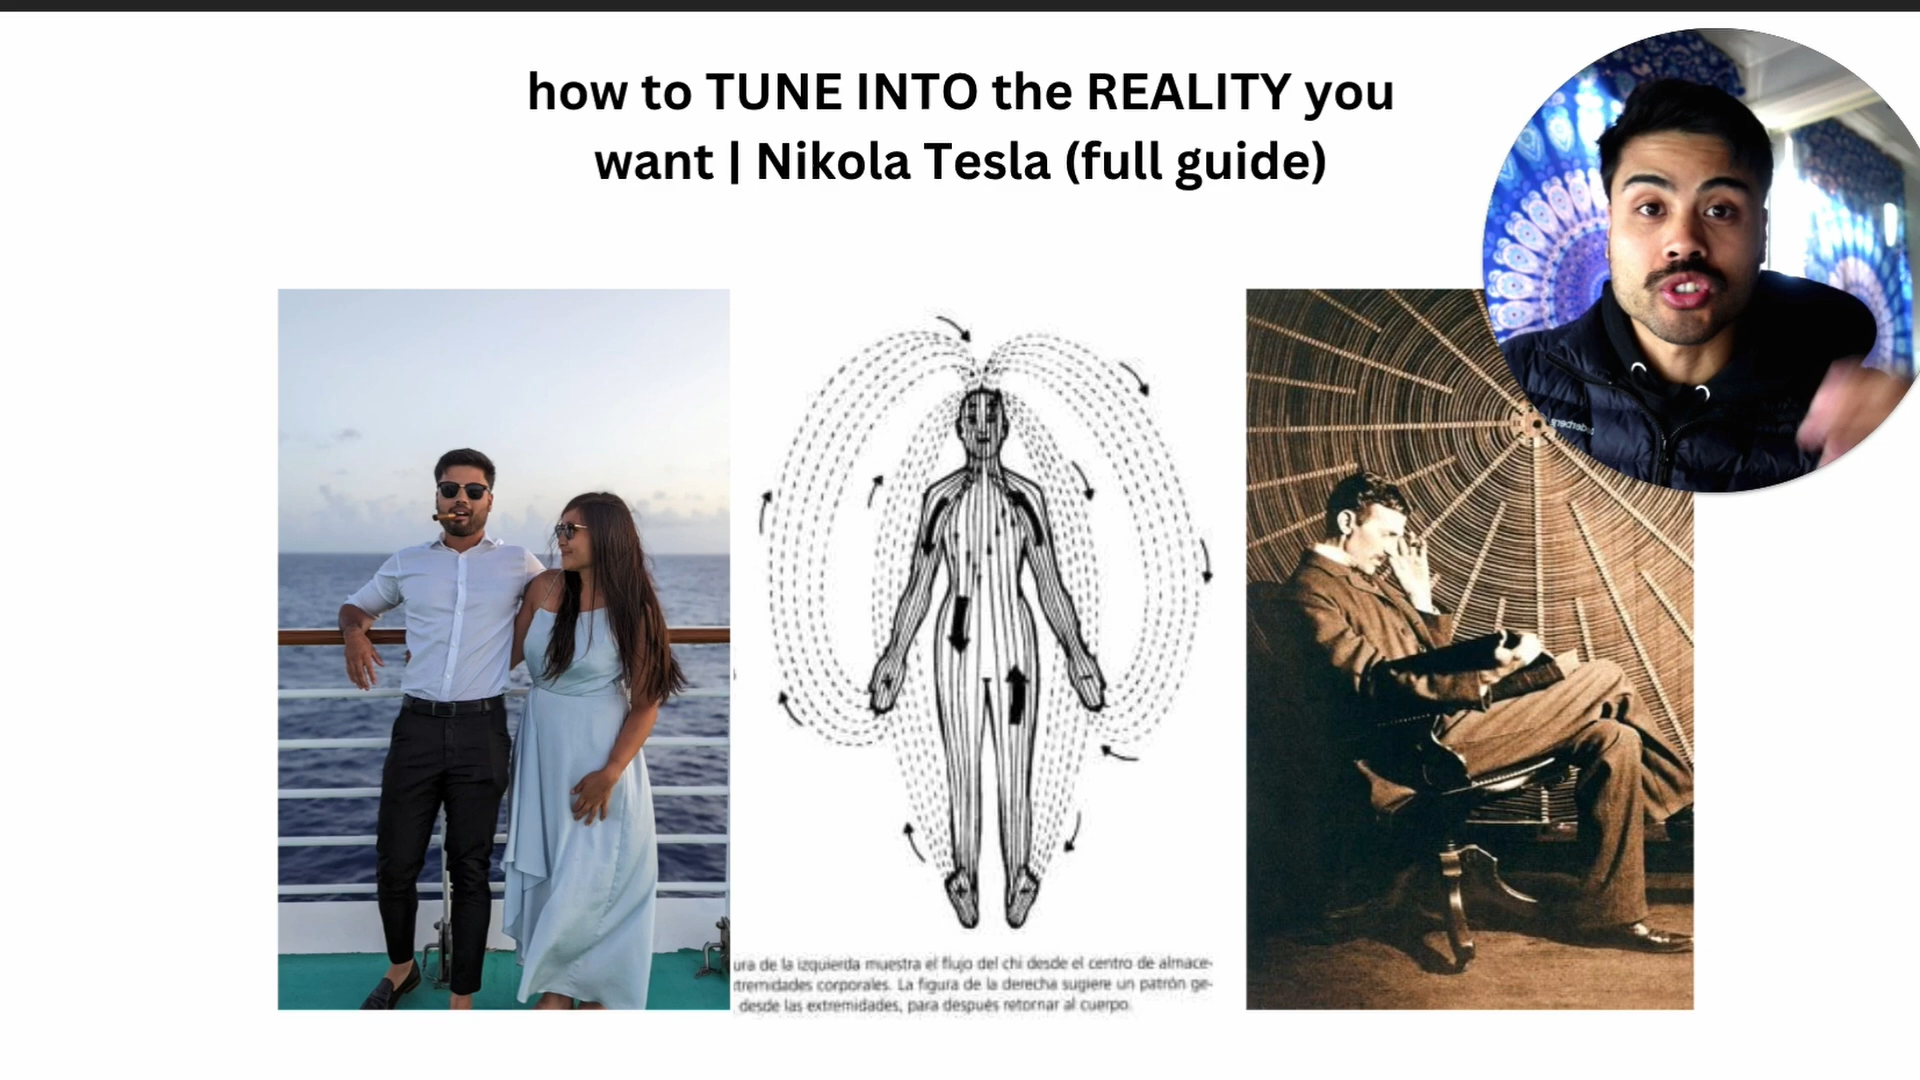 how to TUNE INTO the REALITY you
want | Nikola Tesla (full guide)
ura de la izquierda muestra el flujo del chi desde el centro de almace-
tremidades corporales. La figura de la derecha sugiere un patrón ge-
desde las extremidades, para después retornar al cuerpo.